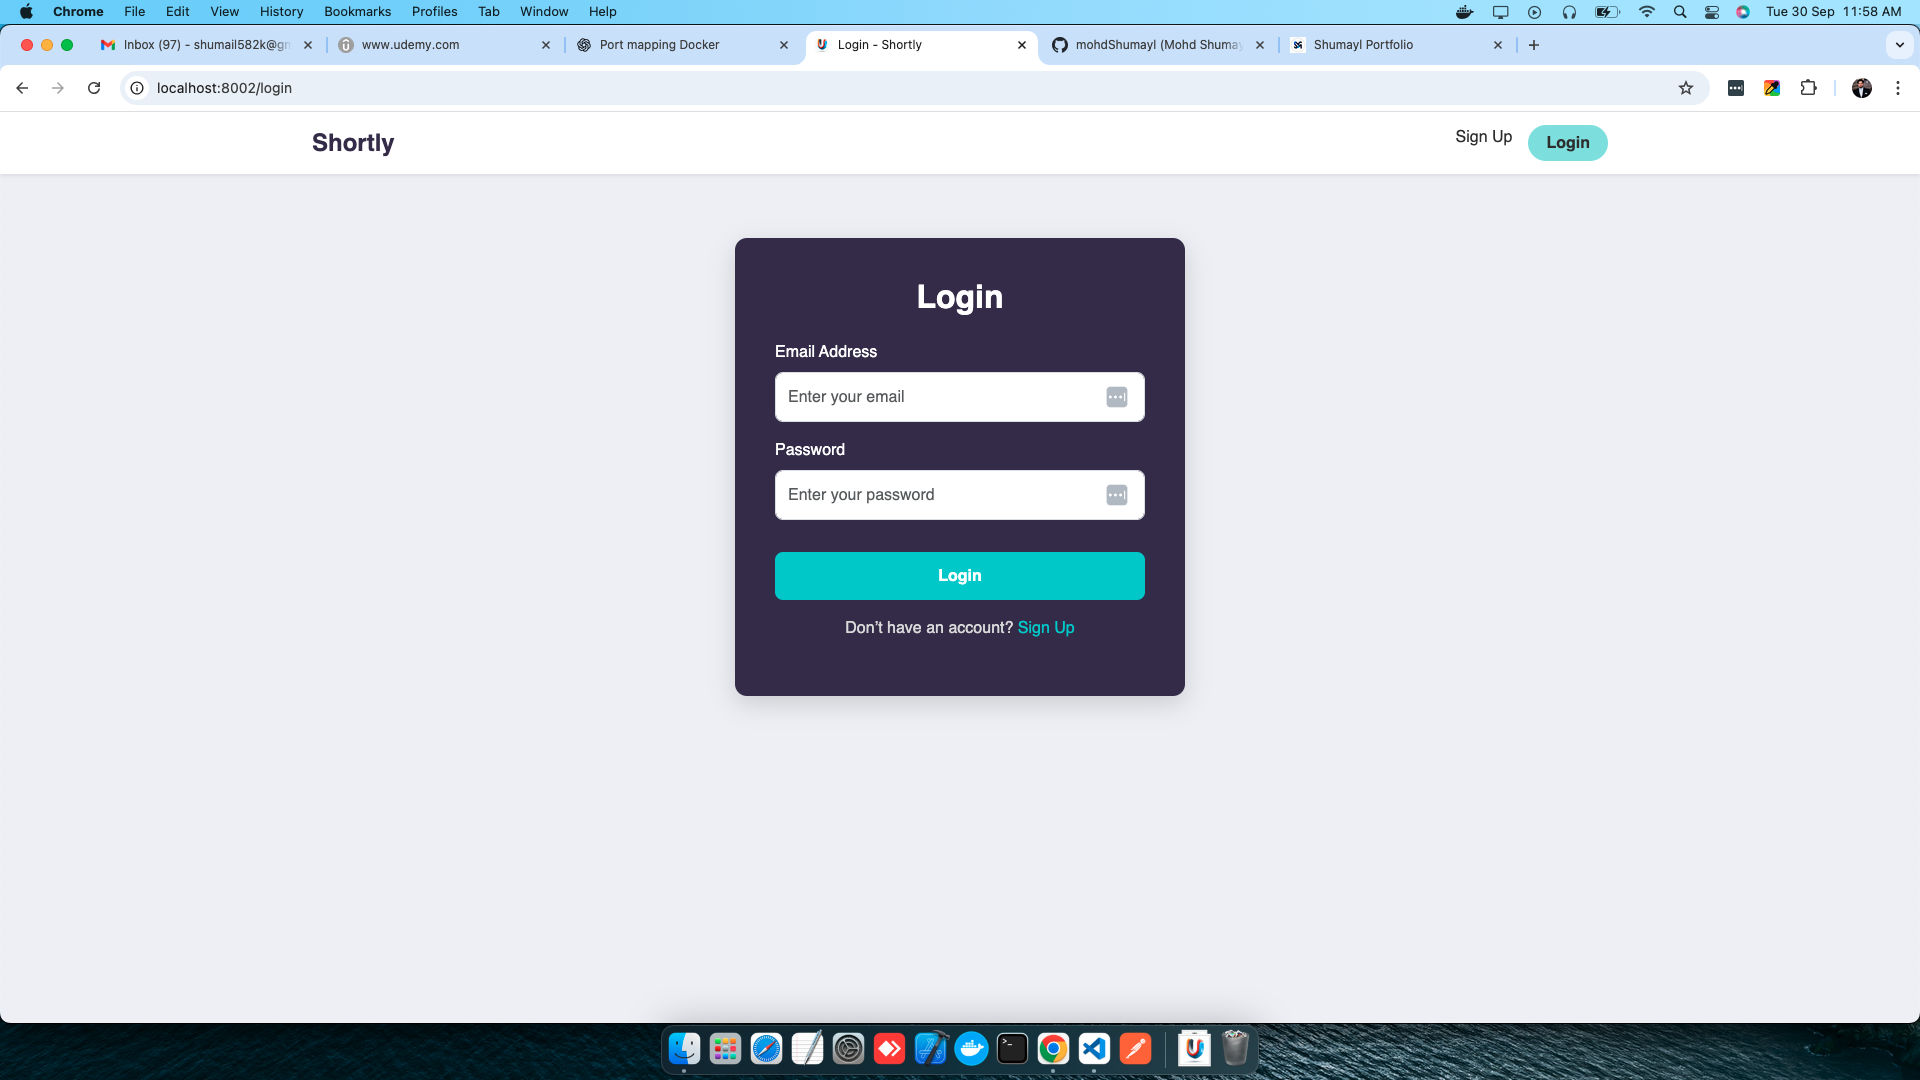 Chrome File Edit View History Bookmarks Profiles Tab Window Help Tue 30 Sep 11:58 AM
Inbox (97) - shumail582k@gn www.udemy.com Port mapping Docker Login - Shortly mohdShumayl (Mohd Shumay Shumayl Portfolio
localhost:8002/login
Shortly Sign Up Login
Login
Email Address
Enter your email
Password
Enter your password
Login
Don’t have an account? Sign Up